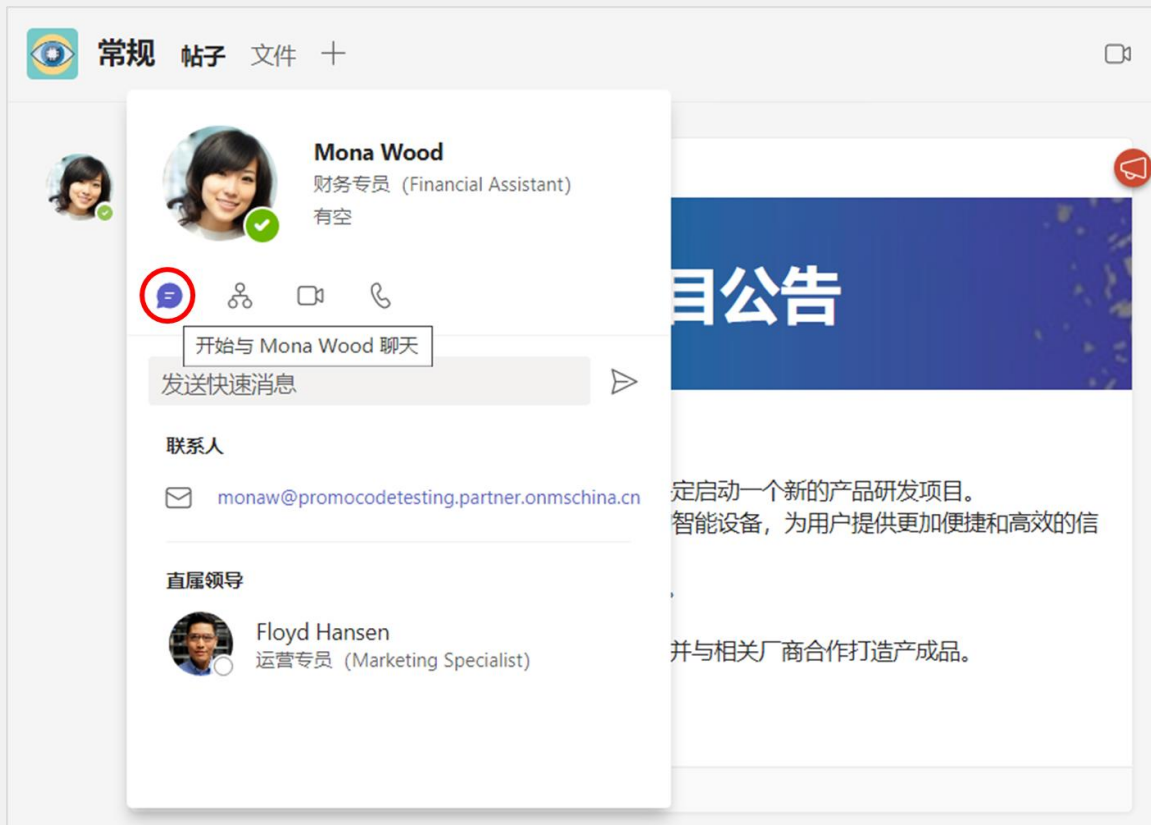 常规 帖子 文件
Mona Wood
财务专员 (Financial Assistant)
有空
开始与 Mona Wood 聊天
发送快速消息
联系人
monaw@promocodetesting.partner.onmschina.cn
直属领导
Floyd Hansen
运营专员 (Marketing Specialist)
目公告
定启动一个新的产品研发项目。
智能设备，为用户提供更加便捷和高效的信
。
并与相关厂商合作打造产成品。